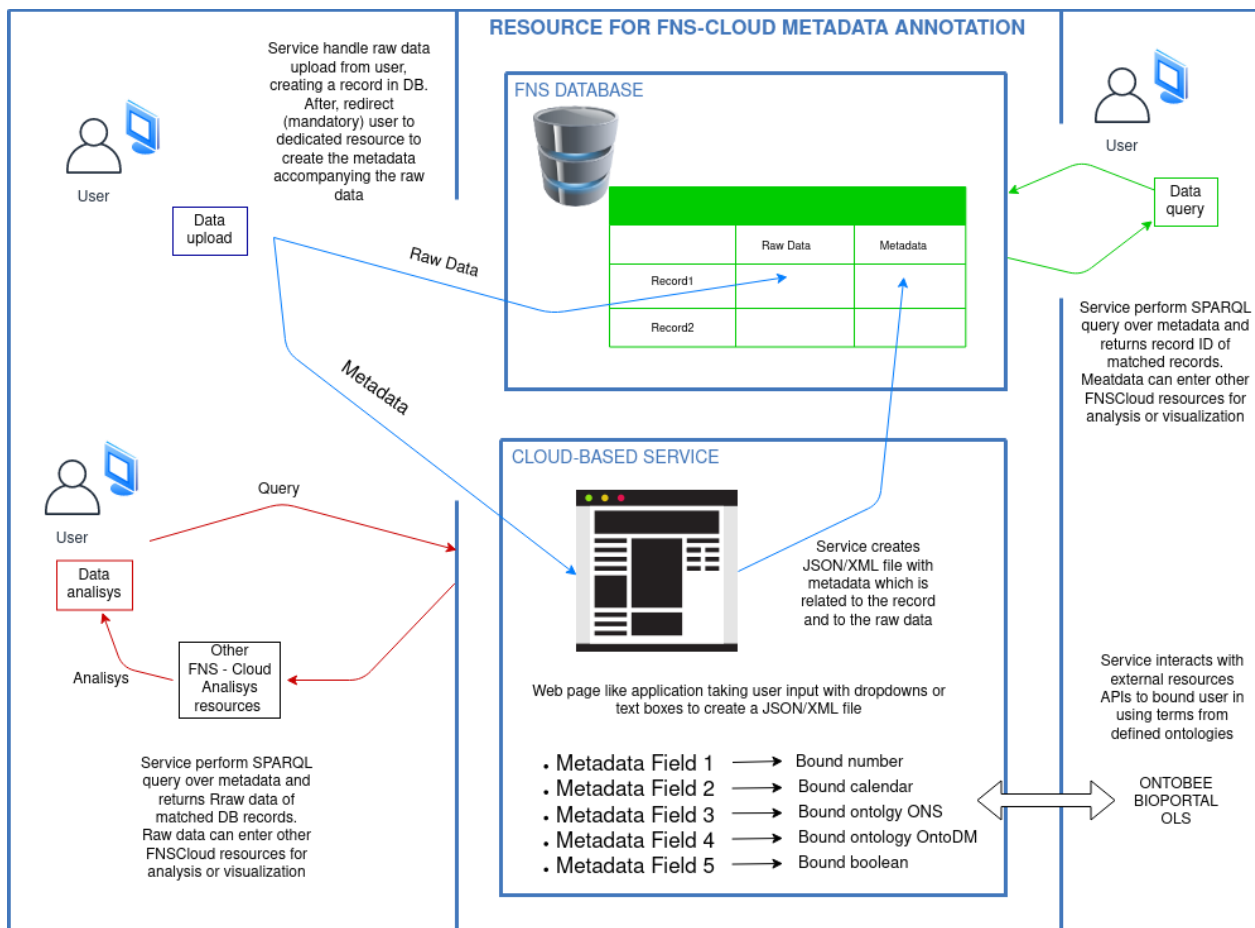 RESOURCE FOR FNS-CLOUD METADATA ANNOTATION
Service handle raw data
upload from user,
creating a record in DB.
After, redirect
(mandatory) user to
dedicated resource to
create the metadata
accompanying the raw
data
User
Data
upload
Raw Data
Metadata
FNS DATABASE
Raw Data
Metadata
Record1
Record2
User
Data
query
Service perform SPARQL
query over metadata and
returns record ID of
matched records.
Meatdata can enter other
FNSCloud resources for
analysis or visualization
User
Query
Data
analisys
Analisys
Other
FNS - Cloud
Analisys
resources
Service perform SPARQL
query over metadata and
returns Rraw data of
matched DB records.
Raw data can enter other
FNSCloud resources for
analysis or visualization
CLOUD-BASED SERVICE
Service creates
JSON/XML file with
metadata which is
related to the record
and to the raw data
Web page like application taking user input with dropdowns or
text boxes to create a JSON/XML file
• Metadata Field 1 Bound number
• Metadata Field 2 Bound calendar
• Metadata Field 3 Bound ontolgy ONS
• Metadata Field 4 Bound ontology OntoDM
• Metadata Field 5 Bound boolean
Service interacts with
external resources
APIs to bound user in
using terms from
defined ontologies
ONTOBEE
BIOPORTAL
OLS